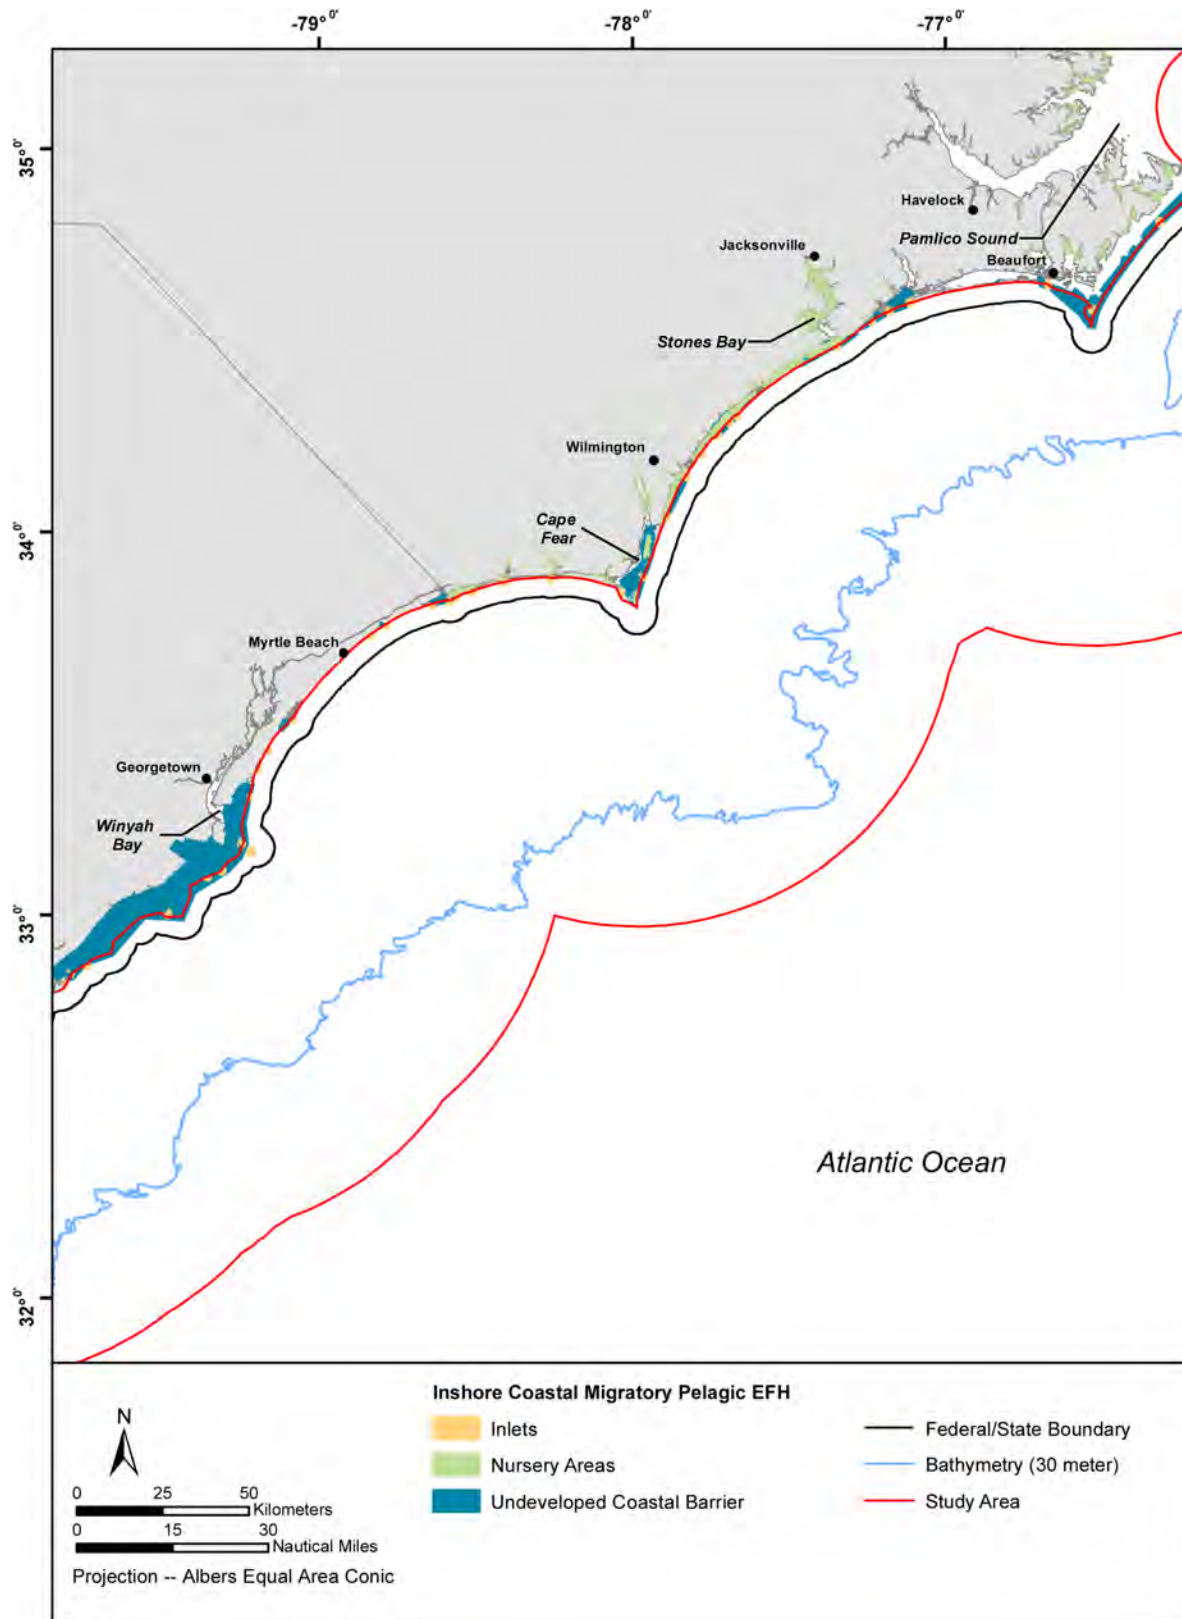 -79°0' -78°0' -77°0'
35°0'
Havelock
Pamlico Sound
Jacksonville
Beaufort
Stones Bay
Wilmington
Cape
Fear
34°0'
Myrtle Beach
Georgetown
Winyah
Bay
33°0'
Atlantic Ocean
32°0'
Inshore Coastal Migratory Pelagic EFH
Inlets
Nursery Areas
Undeveloped Coastal Barrier
Federal/State Boundary
Bathymetry (30 meter)
Study Area
N
0 25 50
Kilometers
0 15 30
Nautical Miles
Projection -- Albers Equal Area Conic